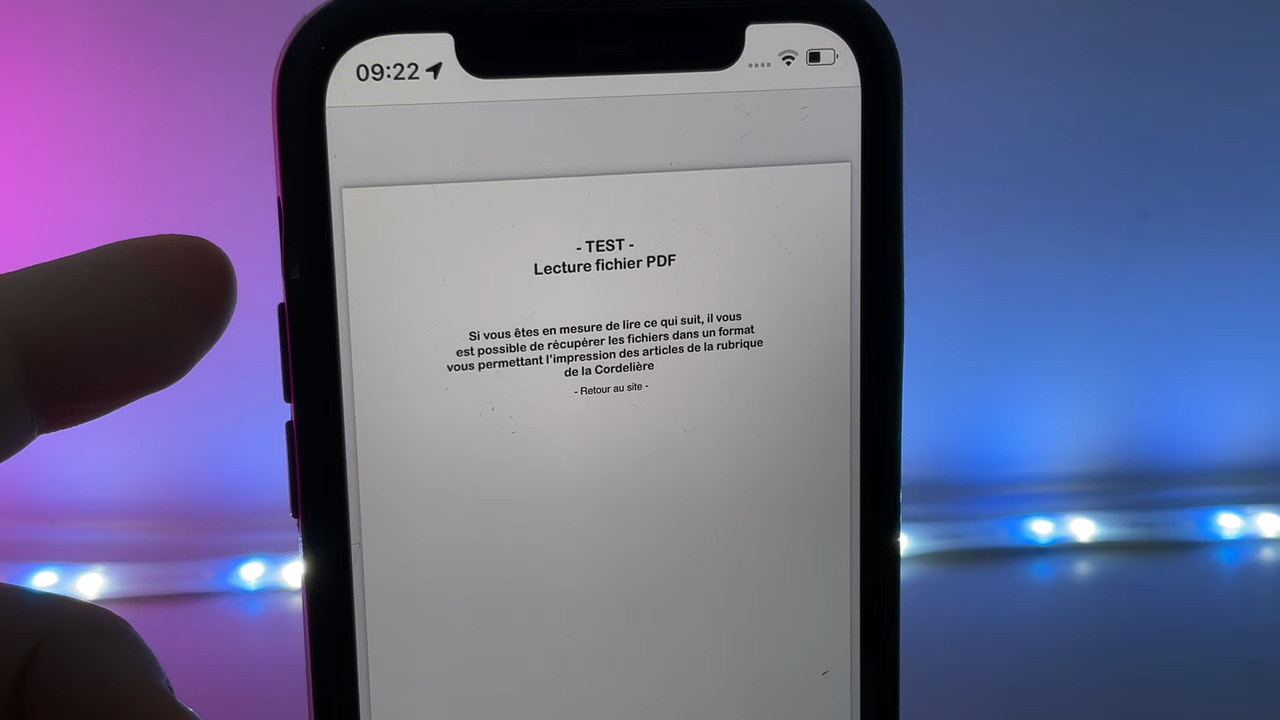 09:22
- TEST -
Lecture fichier PDF
Si vous êtes en mesure de lire ce qui suit, il vous
est possible de récupérer les fichiers dans un format
vous permettant l'impression des articles de la rubrique
de la Cordelière
- Retour au site -